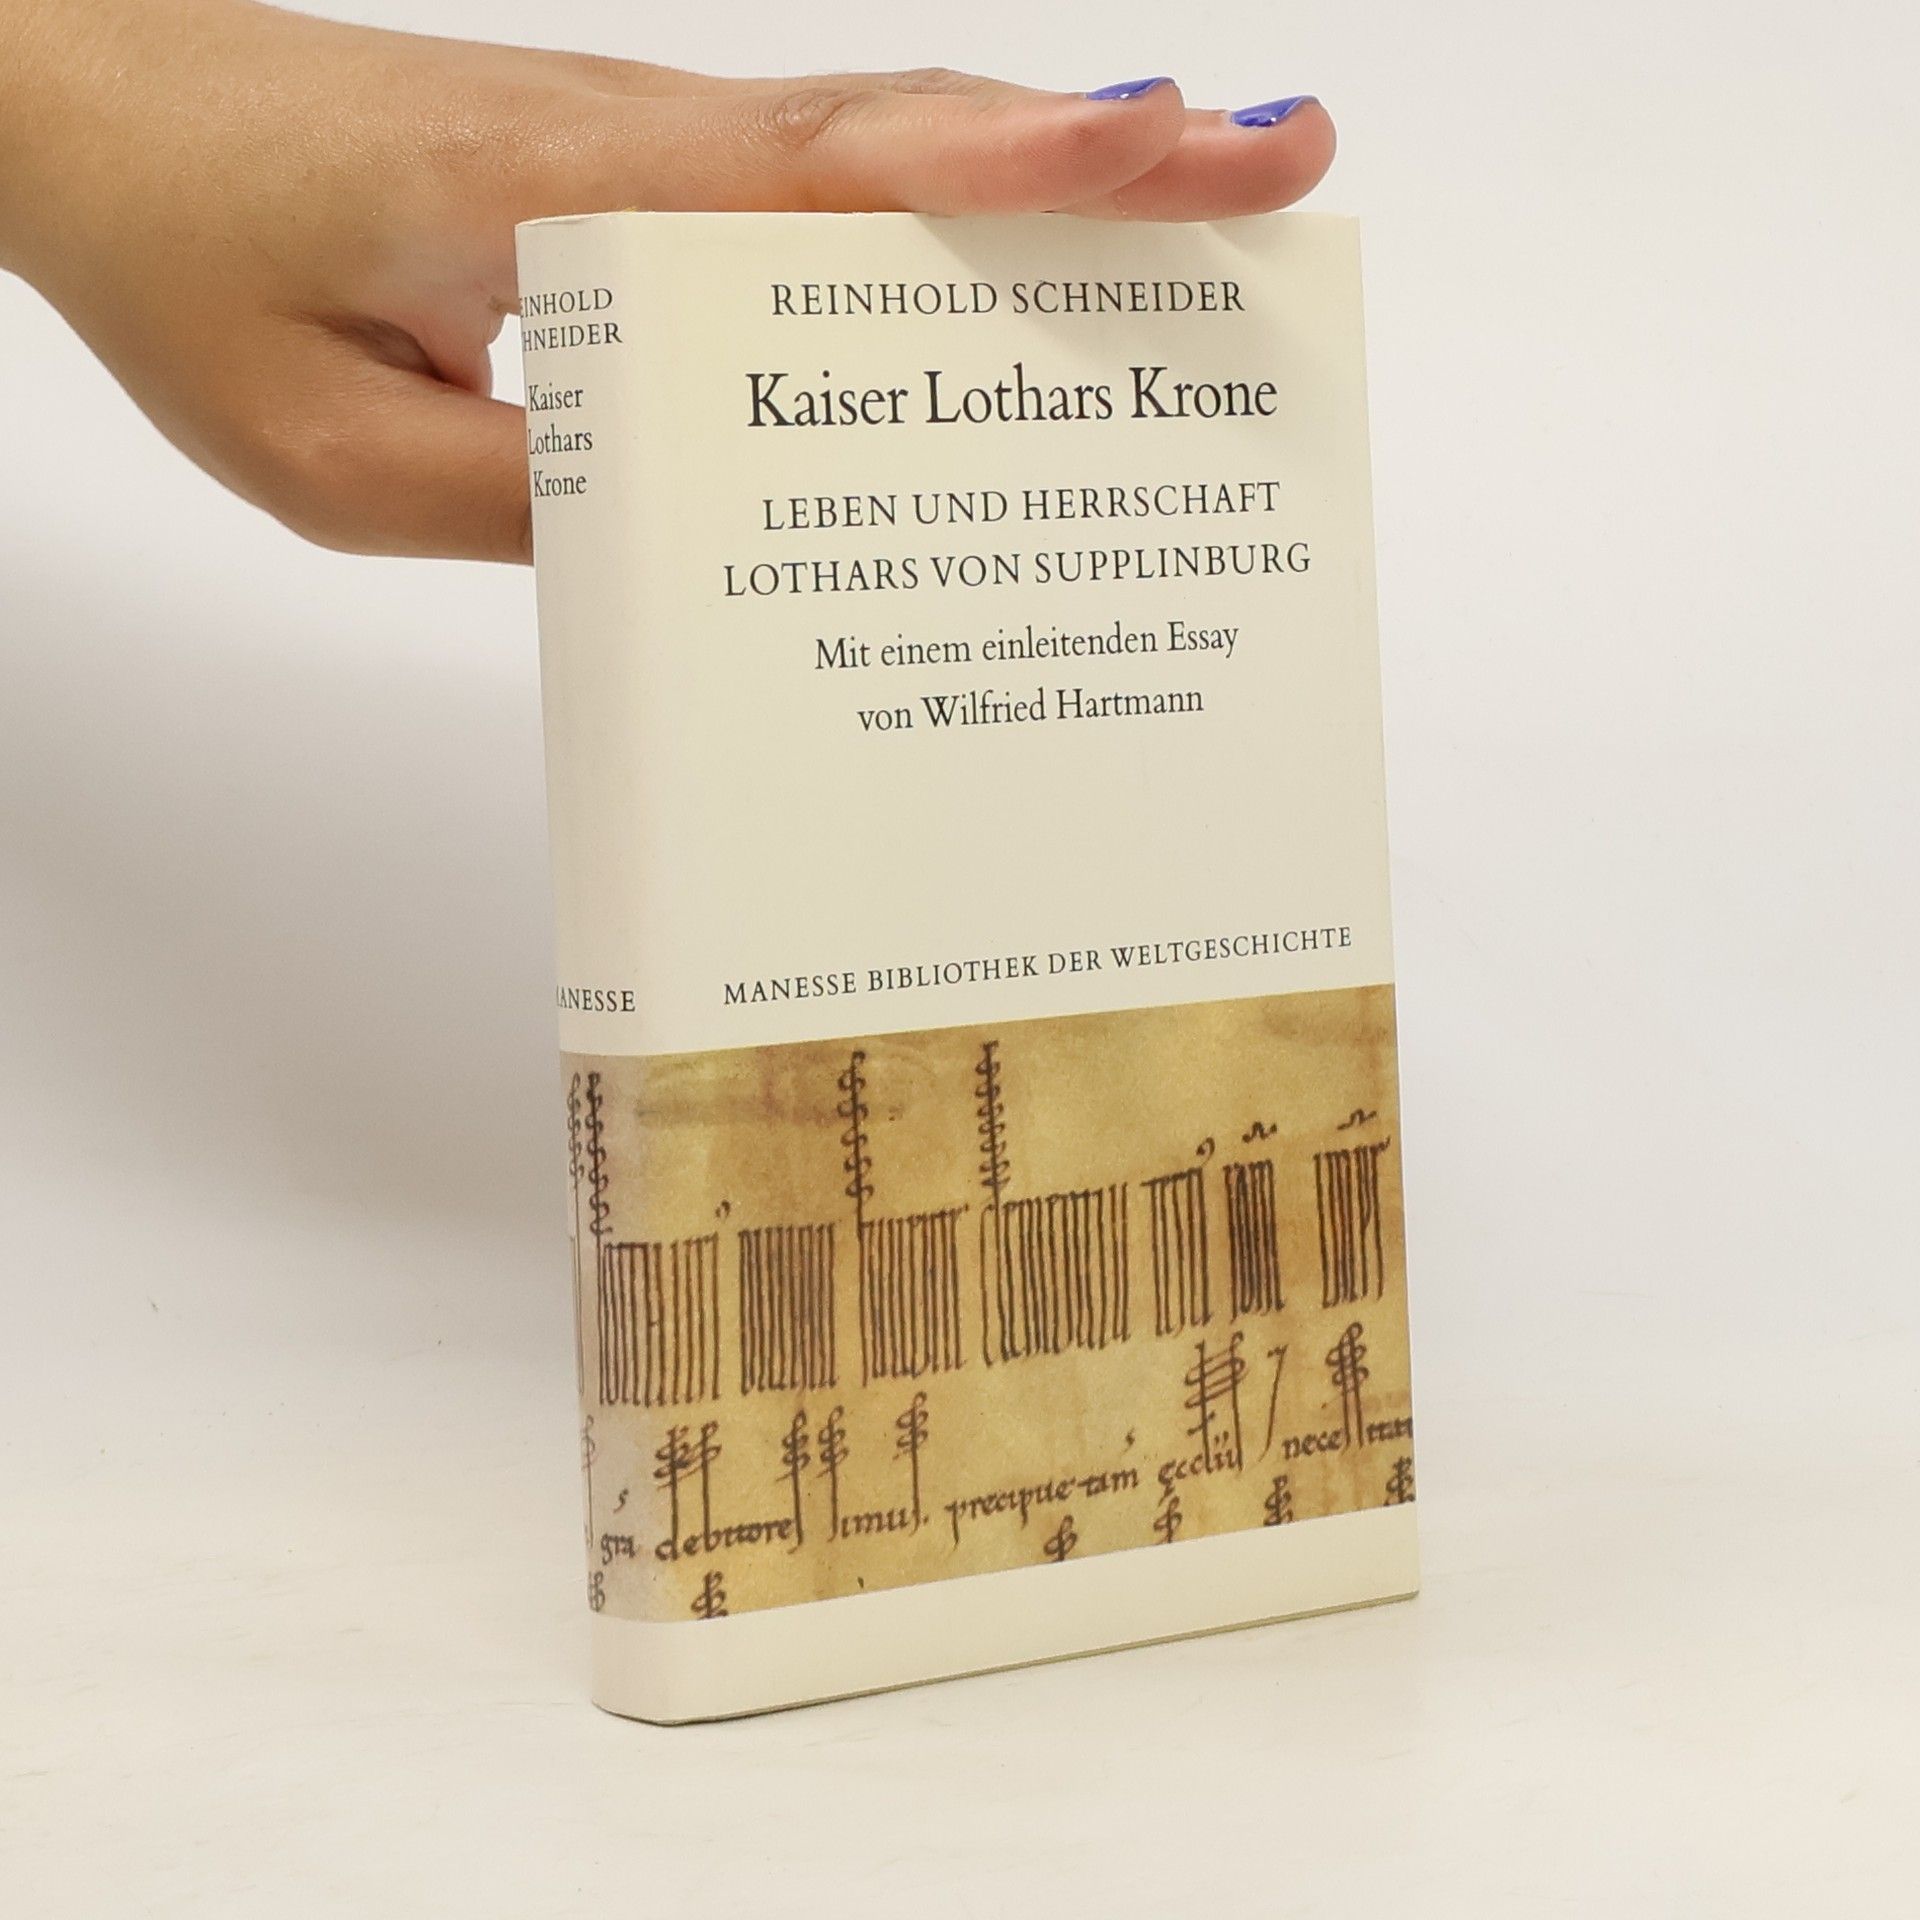 REINHOLD SCHNEIDER
Kaiser Lothars Krone
LEBEN UND HERRSCHAFT
LOTHARS VON SUPPLINBURG
Mit einem einleitenden Essay
von Wilfried Hartmann
MANESSE BIBLIOTHEK DER WELTGESCHICHTE
EINHOLD
HNEIDER
Kaiser
Lothars
Krone
MANESSE
debitores simus. precipue tam